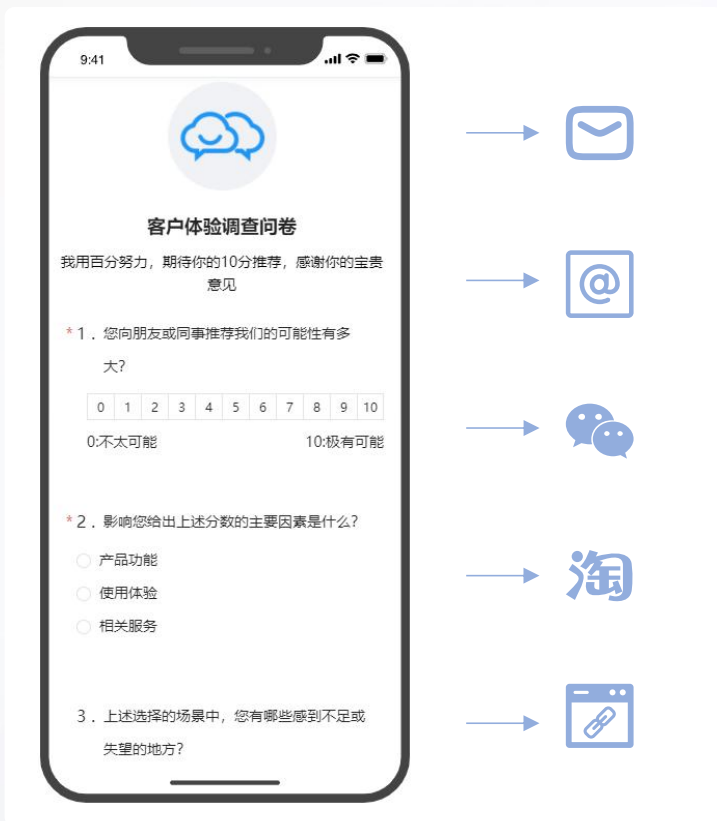 9:41
客户体验调查问卷
我用百分努力，期待你的10分推荐，感谢你的宝贵
意见
* 1．您向朋友或同事推荐我们的可能性有多
大？
0 1 2 3 4 5 6 7 8 9 10
0:不太可能 10:极有可能
* 2．影响您给出上述分数的主要因素是什么？
产品功能
使用体验
相关服务
3．上述选择的场景中，您有哪些感到不足或
失望的地方？
@
淘